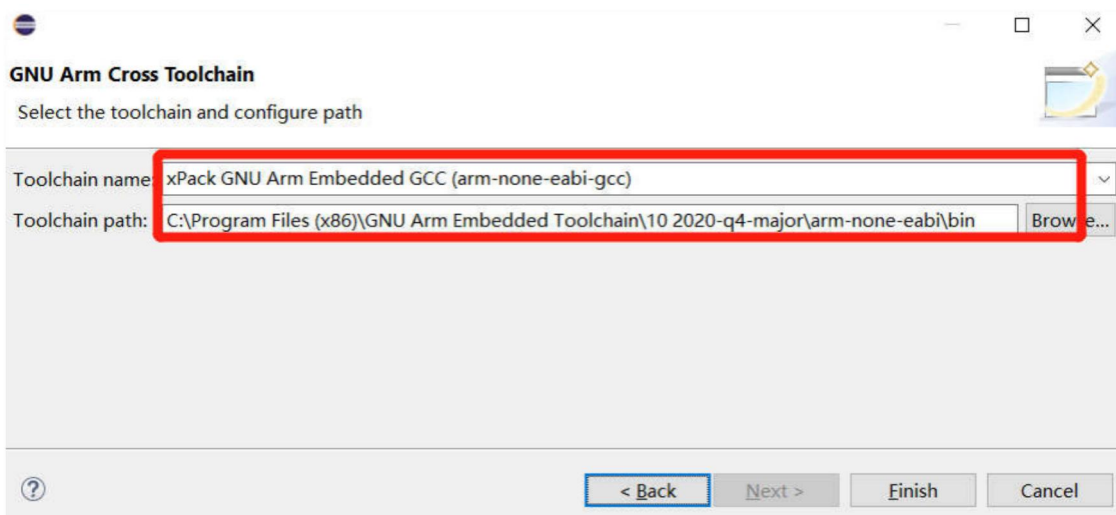 GNU Arm Cross Toolchain
Select the toolchain and configure path
Toolchain name: xPack GNU Arm Embedded GCC (arm-none-eabi-gcc)
Toolchain path: C:\Program Files (x86)\GNU Arm Embedded Toolchain\10 2020-q4-major\arm-none-eabi\bin Browse...
< Back Next > Finish Cancel